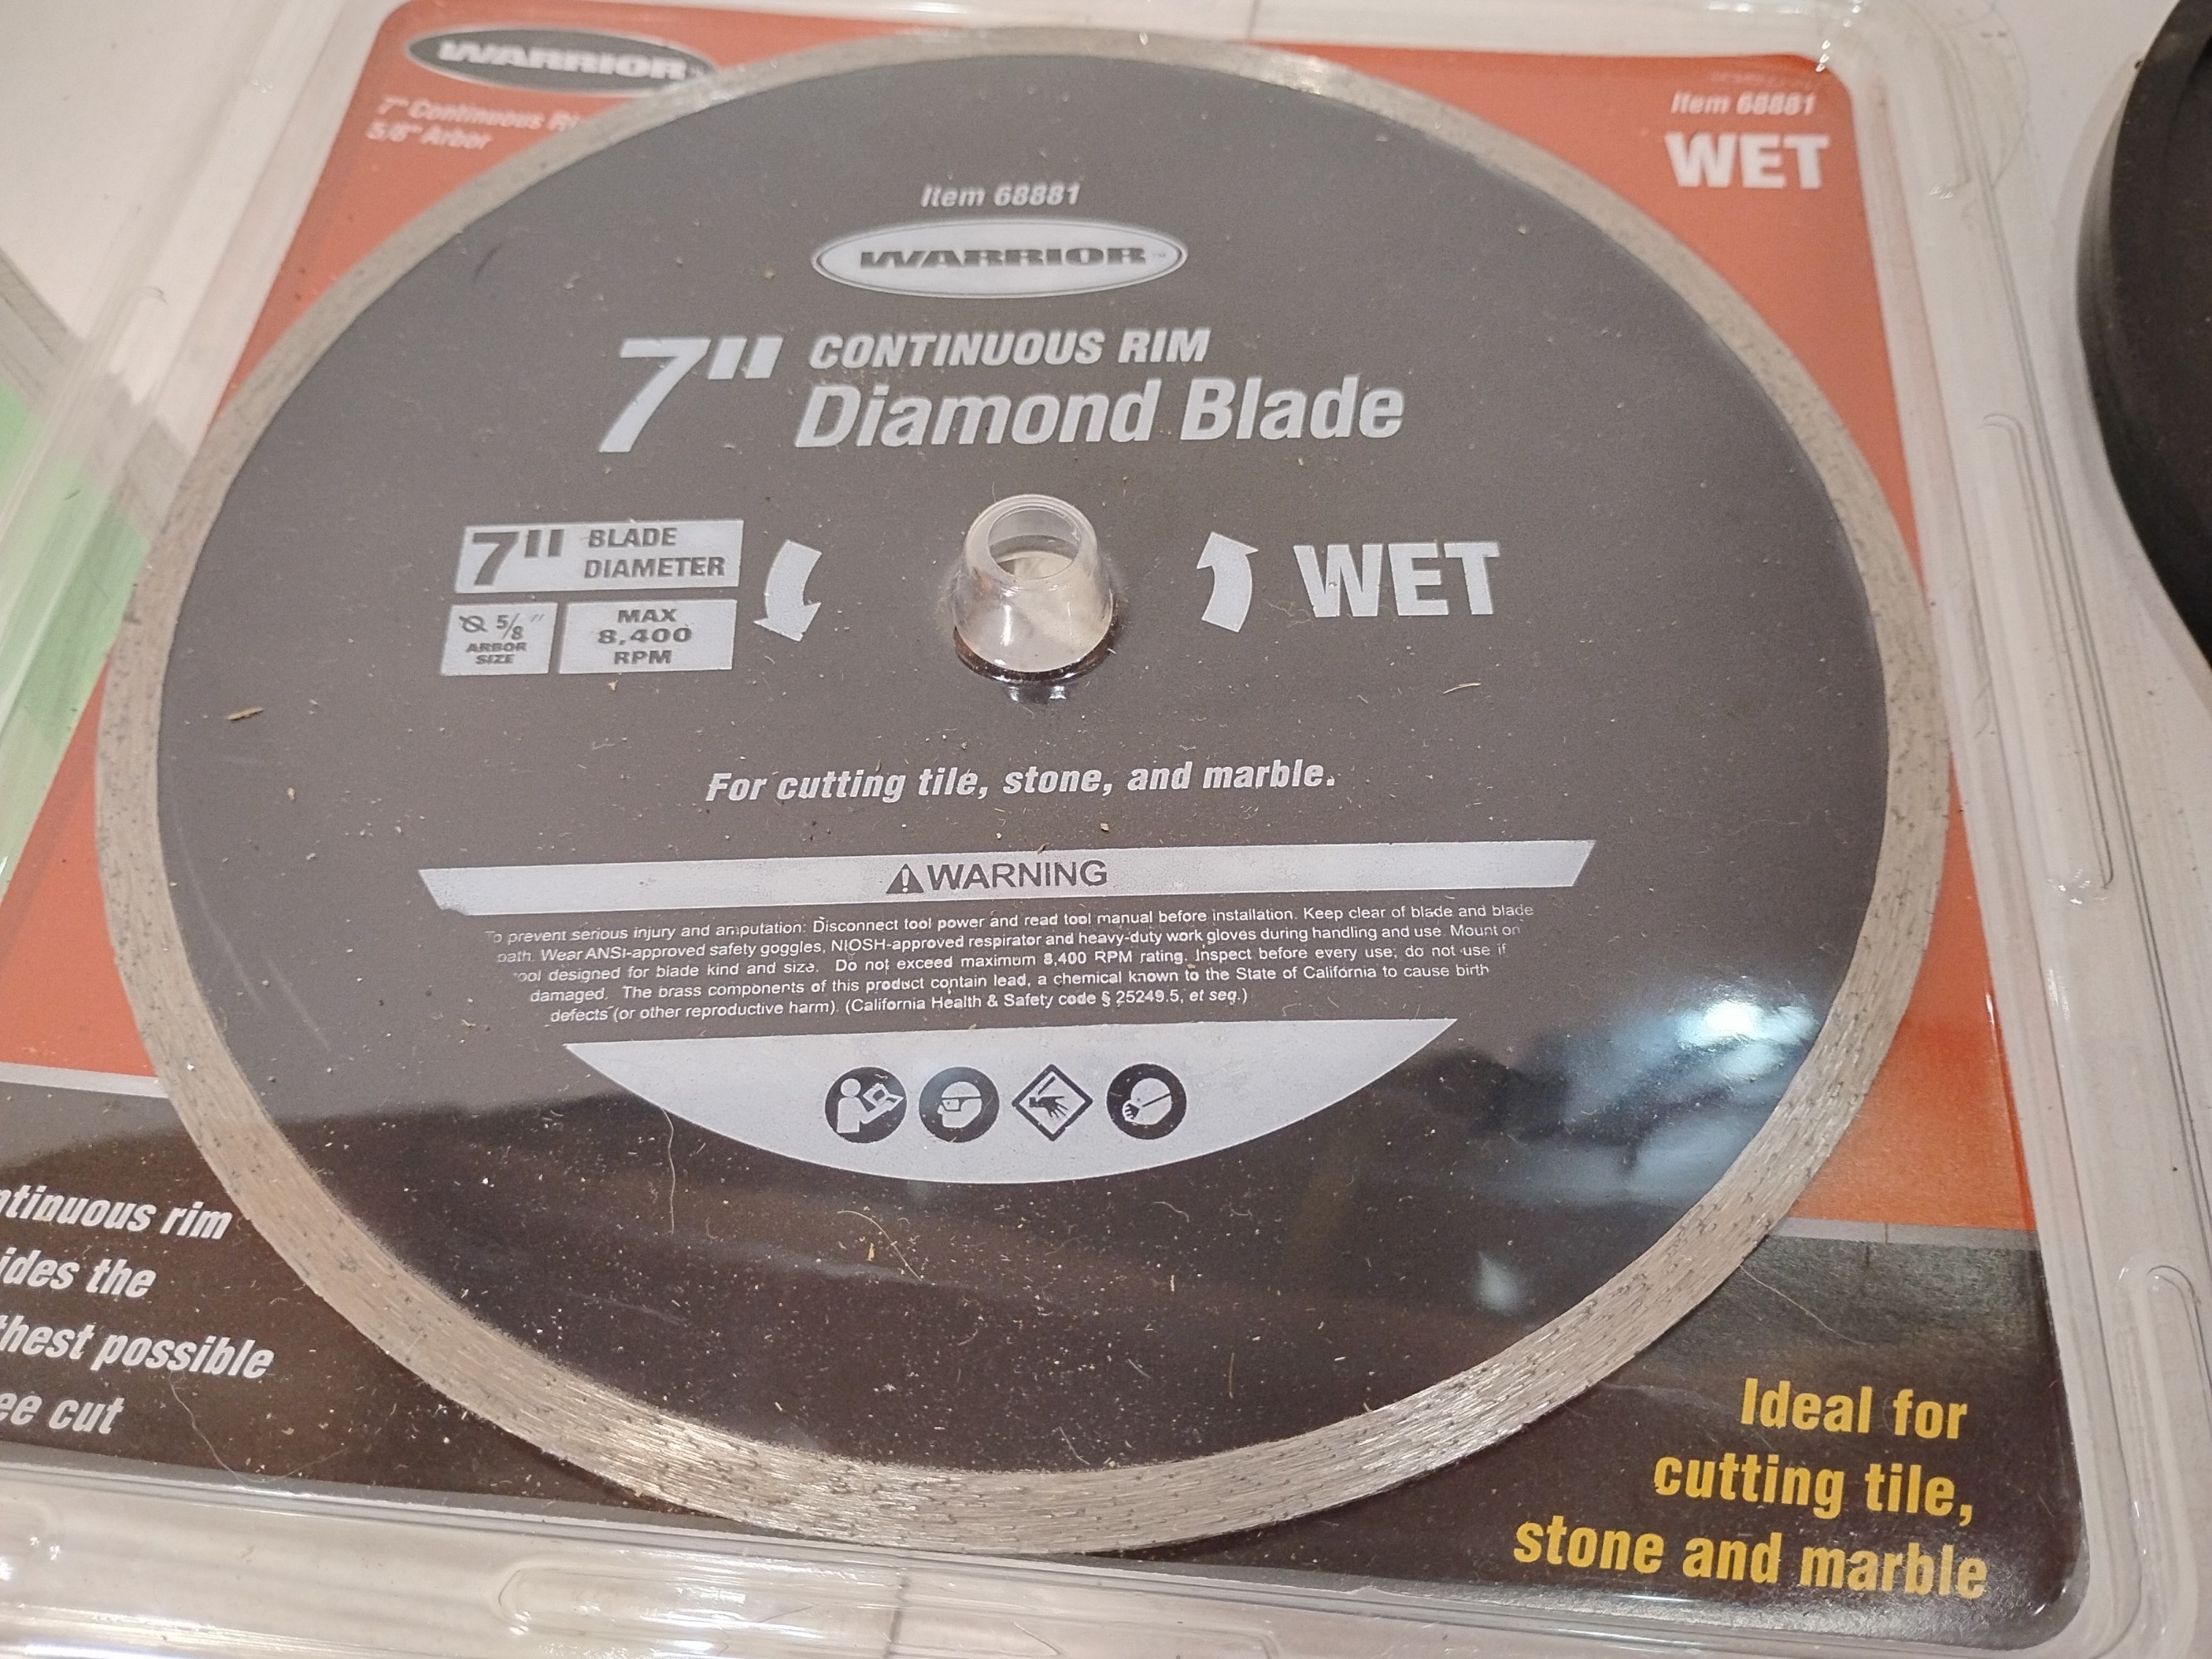 WARRIOR
7" Continuous
5/8" Arbor
Item 68881
WET
Item 68881
WARRIOR
7" CONTINUOUS RIM
Diamond Blade
7" BLADE
DIAMETER
5/8"
ARBOR
SIZE
MAX
8,400
RPM
WET
For cutting tile, stone, and marble.
WARNING
To prevent serious injury and amputation: Disconnect tool power and read tool manual before installation. Keep clear of blade and blade
path. Wear ANSI-approved safety goggles, NIOSH-approved respirator and heavy-duty work gloves during handling and use. Mount on
tool designed for blade kind and size. Do not exceed maximum 8,400 RPM rating. Inspect before every use; do not use if
damaged. The brass components of this product contain lead, a chemical known to the State of California to cause birth
defects (or other reproductive harm). (California Health & Safety code § 25249.5, et seq.)
ntinuous rim
ides the
thest possible
ee cut
Ideal for
cutting tile,
stone and marble